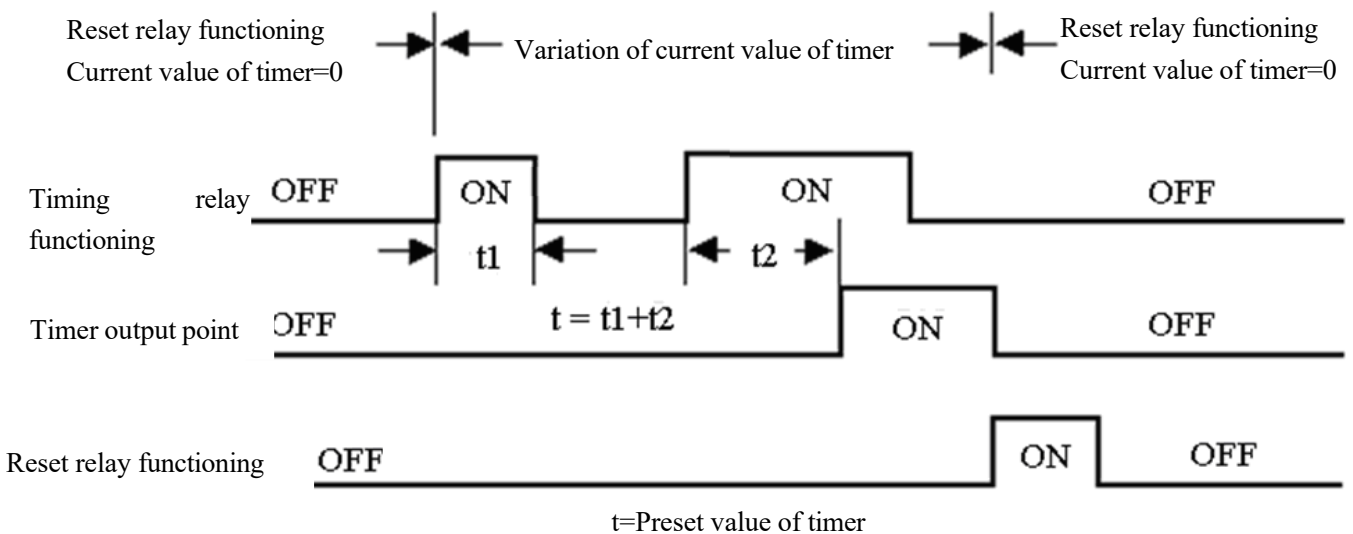 Reset relay functioning
Current value of timer=0
Variation of current value of timer
Reset relay functioning
Current value of timer=0
Timing relay
functioning
OFF
ON
ON
OFF
t1
t2
Timer output point
OFF
t = t1+t2
ON
OFF
Reset relay functioning
OFF
ON
OFF
t=Preset value of timer